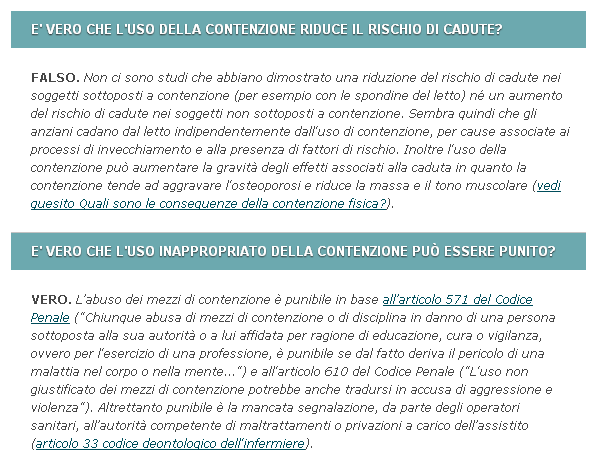 E' VERO CHE L'USO DELLA CONTENZIONE RIDUCE IL RISCHIO DI CADUTE?
FALSO. Non ci sono studi che abbiano dimostrato una riduzione del rischio di cadute nei
soggetti sottoposti a contenzione (per esempio con le spondine del letto) né un aumento
del rischio di cadute nei soggetti non sottoposti a contenzione. Sembra quindi che gli
anziani cadano dal letto indipendentemente dall'uso di contenzione, per cause associate ai
processi di invecchiamento e alla presenza di fattori di rischio. Inoltre l'uso della
contenzione può aumentare la gravità degli effetti associati alla caduta in quanto la
contenzione tende ad aggravare l'osteoporosi e riduce la massa e il tono muscolare (vedi
quesito Quali sono le conseguenze della contenzione fisica?).
E' VERO CHE L'USO INAPPROPRIATO DELLA CONTENZIONE PUÒ ESSERE PUNITO?
VERO. L'abuso dei mezzi di contenzione è punibile in base all'articolo 571 del Codice
Penale ("Chiunque abusa di mezzi di contenzione o di disciplina in danno di una persona
sottoposta alla sua autorità o a lui affidata per ragione di educazione, cura o vigilanza,
ovvero per l'esercizio di una professione, è punibile se dal fatto deriva il pericolo di una
malattia nel corpo o nella mente...") e all'articolo 610 del Codice Penale ("L'uso non
giustificato dei mezzi di contenzione potrebbe anche tradursi in accusa di aggressione e
violenza"). Altrettanto punibile è la mancata segnalazione, da parte degli operatori
sanitari, all'autorità competente di maltrattamenti o privazioni a carico dell'assistito
(articolo 33 codice deontologico dell'infermiere).